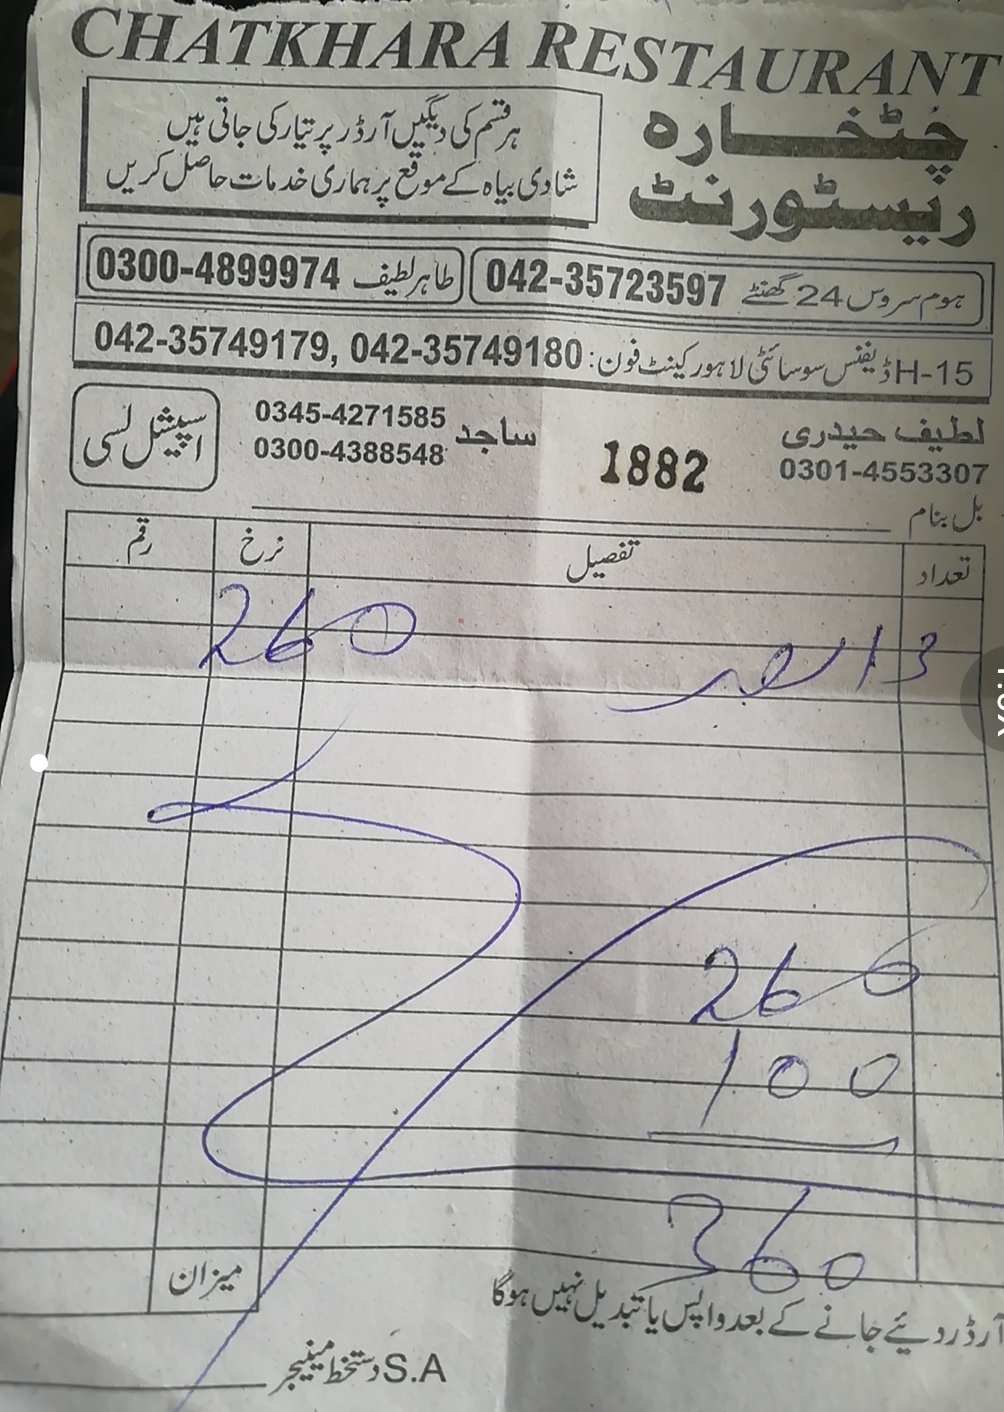 CHATKHARA RESTAURANT
چٹخارہ
ریسٹورنٹ
ہر قسم کی دیگیں آرڈر پر تیار کی جاتی ہیں
شادی بیاہ کے موقع پر ہماری خدمات حاصل کریں
ہوم سروس 24 گھنٹے 042-35723597
طاہر لطیف 0300-4899974
H-15 ڈیفنس سوسائٹی لاہور کینٹ فون: 042-35749179, 042-35749180
لطیف حیدری
0301-4553307
1882
ساجد 0345-4271585
0300-4388548
اسپیشل لسی
بل بنام
تعداد تفصیل نرخ رقم
3 260
260
100
360
میزان
آرڈر دیئے جانے کے بعد واپس یا تبدیل نہیں ہوگا
S.A دستخط مینیجر